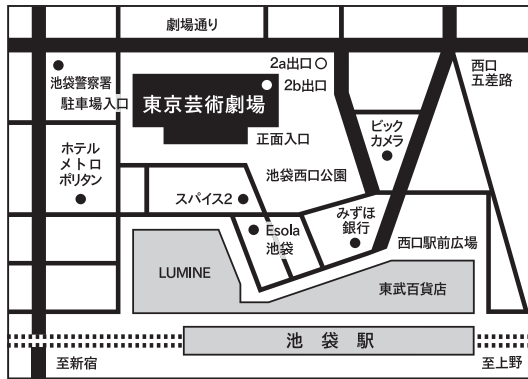 劇場通り
2a出口
西口
五差路
池袋警察署
2b出口
駐車場入口
東京芸術劇場
正面入口
ビック
カメラ
ホテル
メトロ
ポリタン
池袋西口公園
スパイス2
みずほ
銀行
Esola
池袋
西口駅前広場
LUMINE
東武百貨店
池袋駅
至新宿
至上野